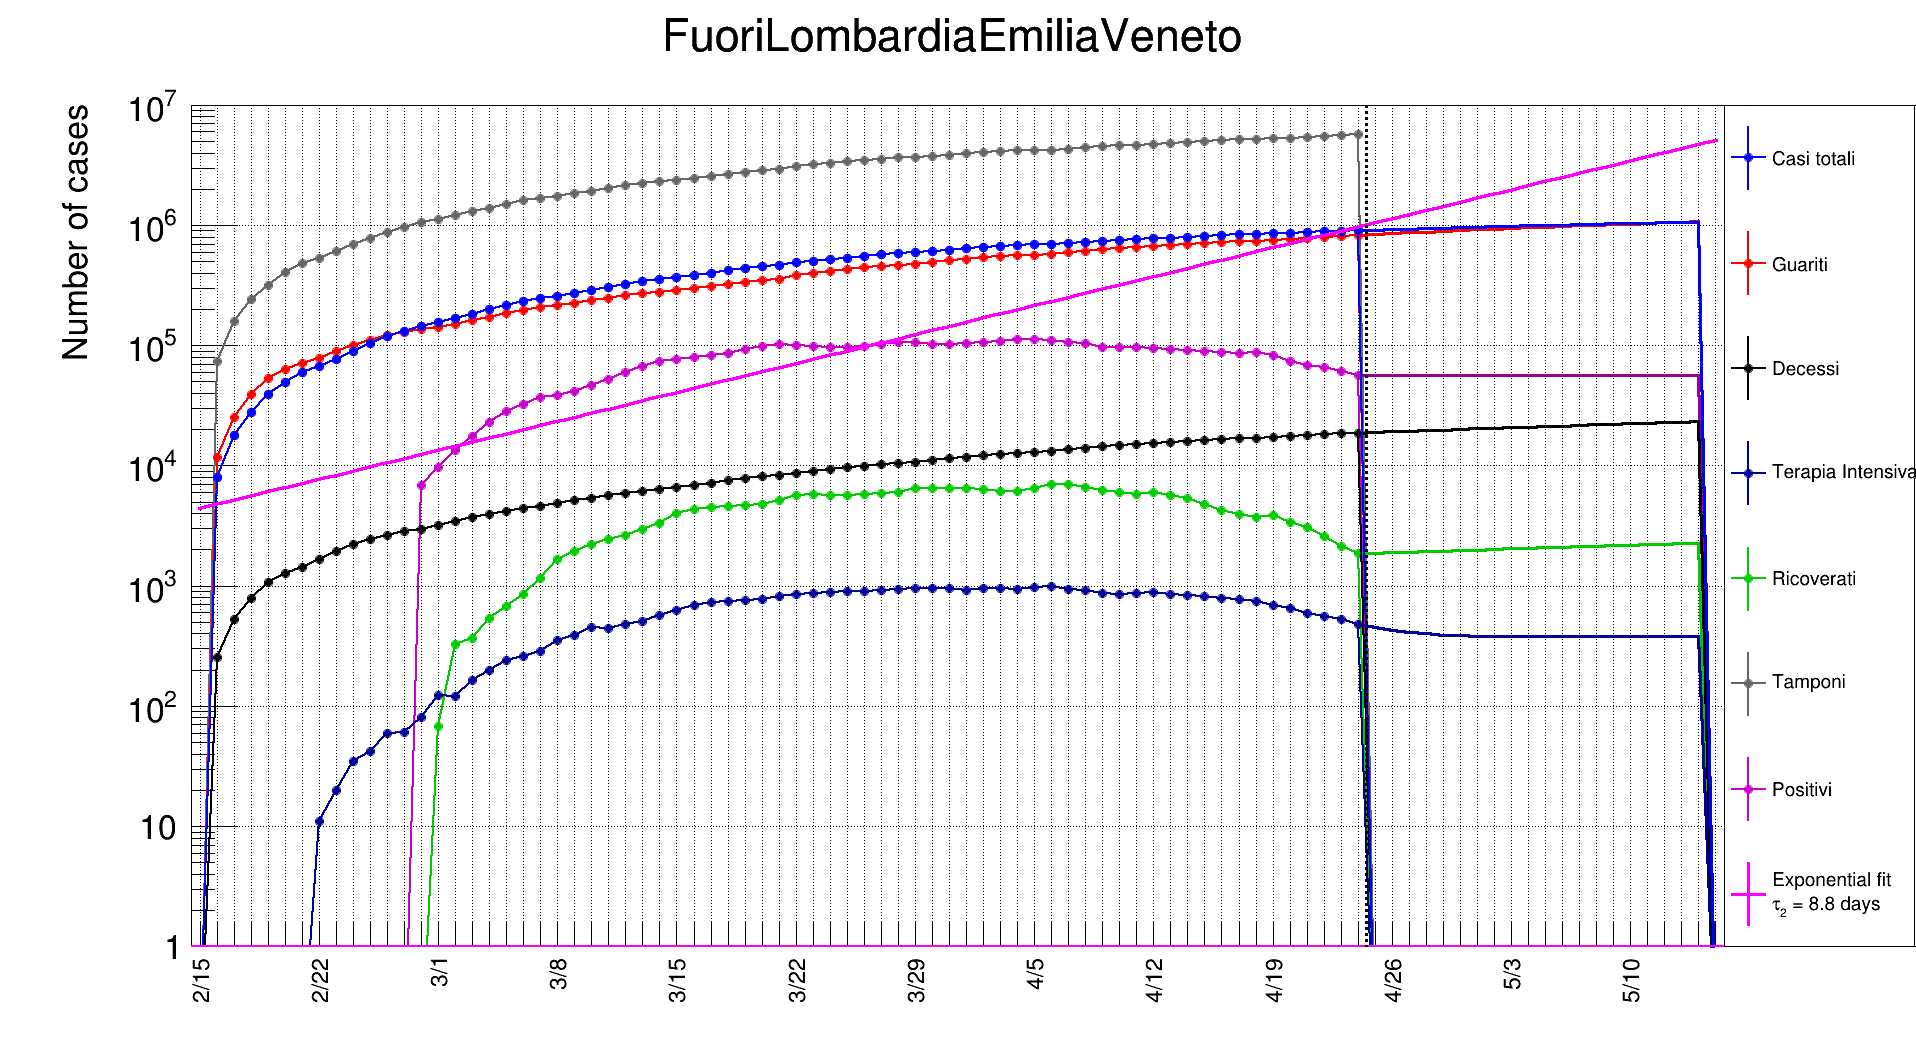 FuoriLombardiaEmiliaVeneto
Number of cases
10^7
10^6
10^5
10^4
10^3
10^2
10
1
2/15 2/22 3/1 3/8 3/15 3/22 3/29 4/5 4/12 4/19 4/26 5/3 5/10
Casi totali
Guariti
Decessi
Terapia Intensiva
Ricoverati
Tamponi
Positivi
Exponential fit
τ₂ = 8.8 days